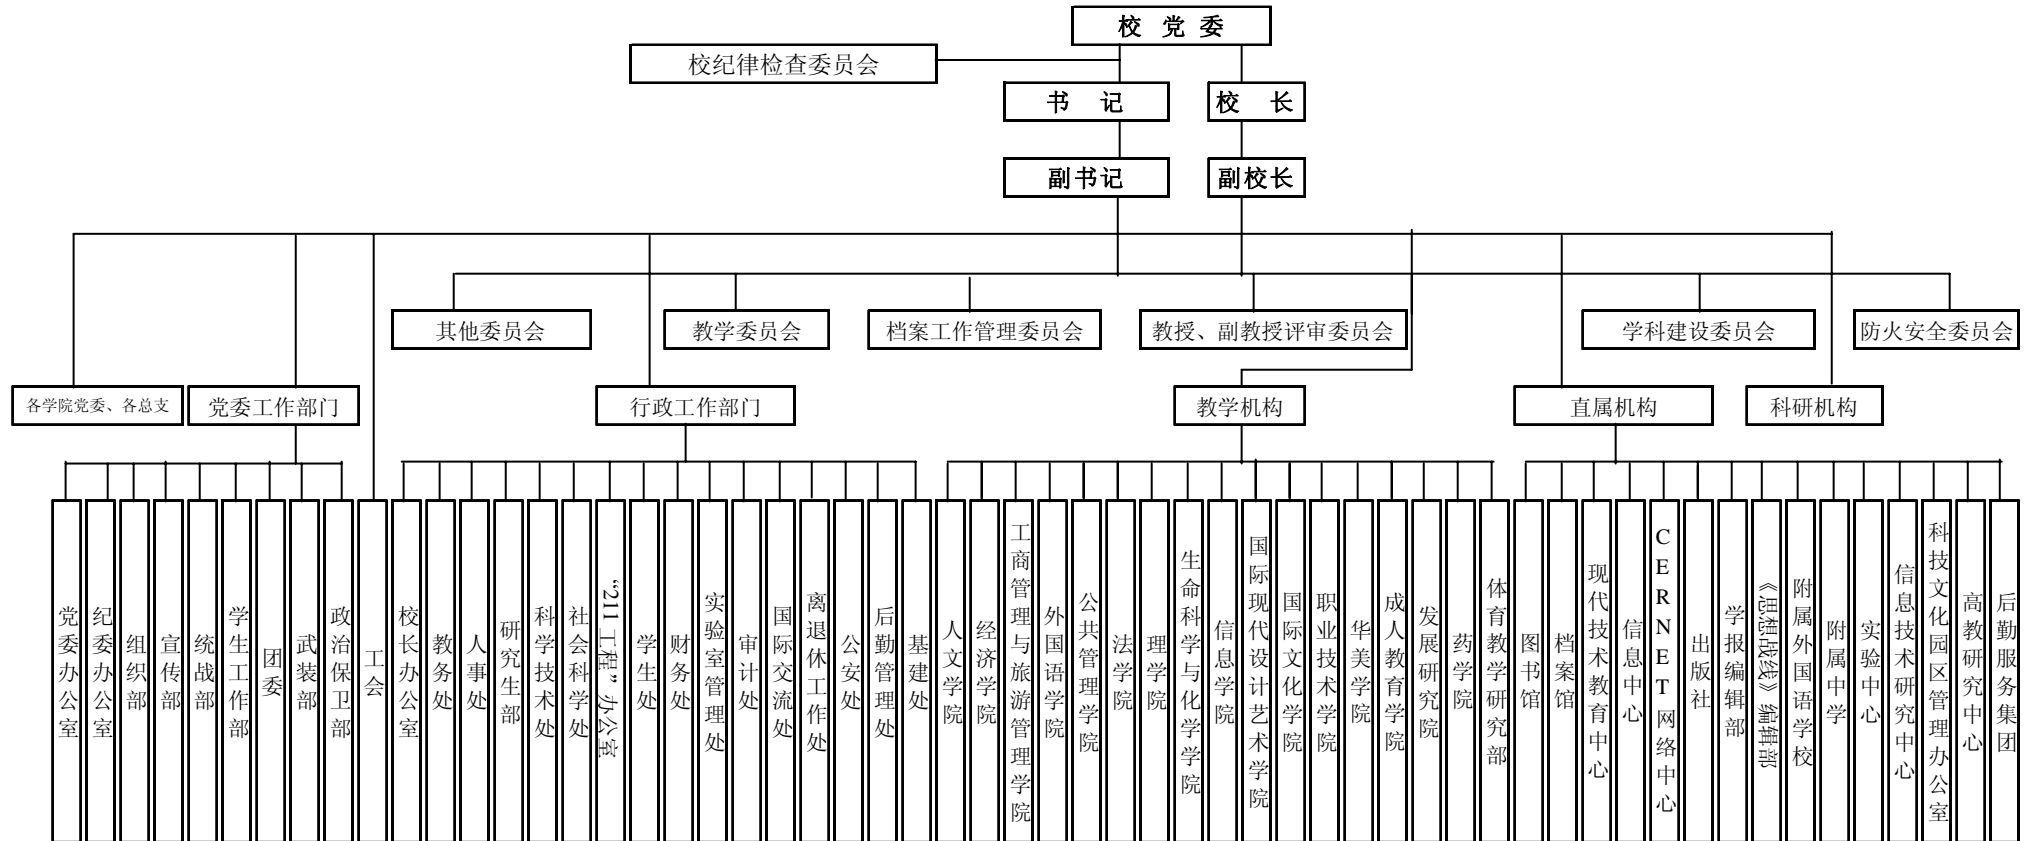 校 党 委
校纪律检查委员会
书 记
校 长
副书记
副校长
其他委员会
教学委员会
档案工作管理委员会
教授、副教授评审委员会
学科建设委员会
防火安全委员会
各学院党委、各总支
党委工作部门
行政工作部门
教学机构
直属机构
科研机构
党委办公室
纪委办公室
组织部
宣传部
统战部
学生工作部
团委
武装部
政治保卫部
工会
校长办公室
教务处
人事处
研究生部
科学技术处
社会科学处
“211 工程”办公室
学生处
财务处
实验室管理处
审计处
国际交流处
离退休工作处
公安处
后勤管理处
基建处
人文学院
经济学院
工商管理与旅游管理学院
外国语学院
公共管理学院
法学院
理学院
生命科学与化学学院
信息学院
国际现代设计艺术学院
国际文化学院
职业技术学院
华美学院
成人教育学院
发展研究院
药学院
体育教学研究部
图书馆
档案馆
现代技术教育中心
信息中心
CERNET网络中心
出版社
学报编辑部
《思想战线》编辑部
附属外国语学校
附属中学
实验中心
信息技术研究中心
科技文化园区管理办公室
高教研究中心
后勤服务集团